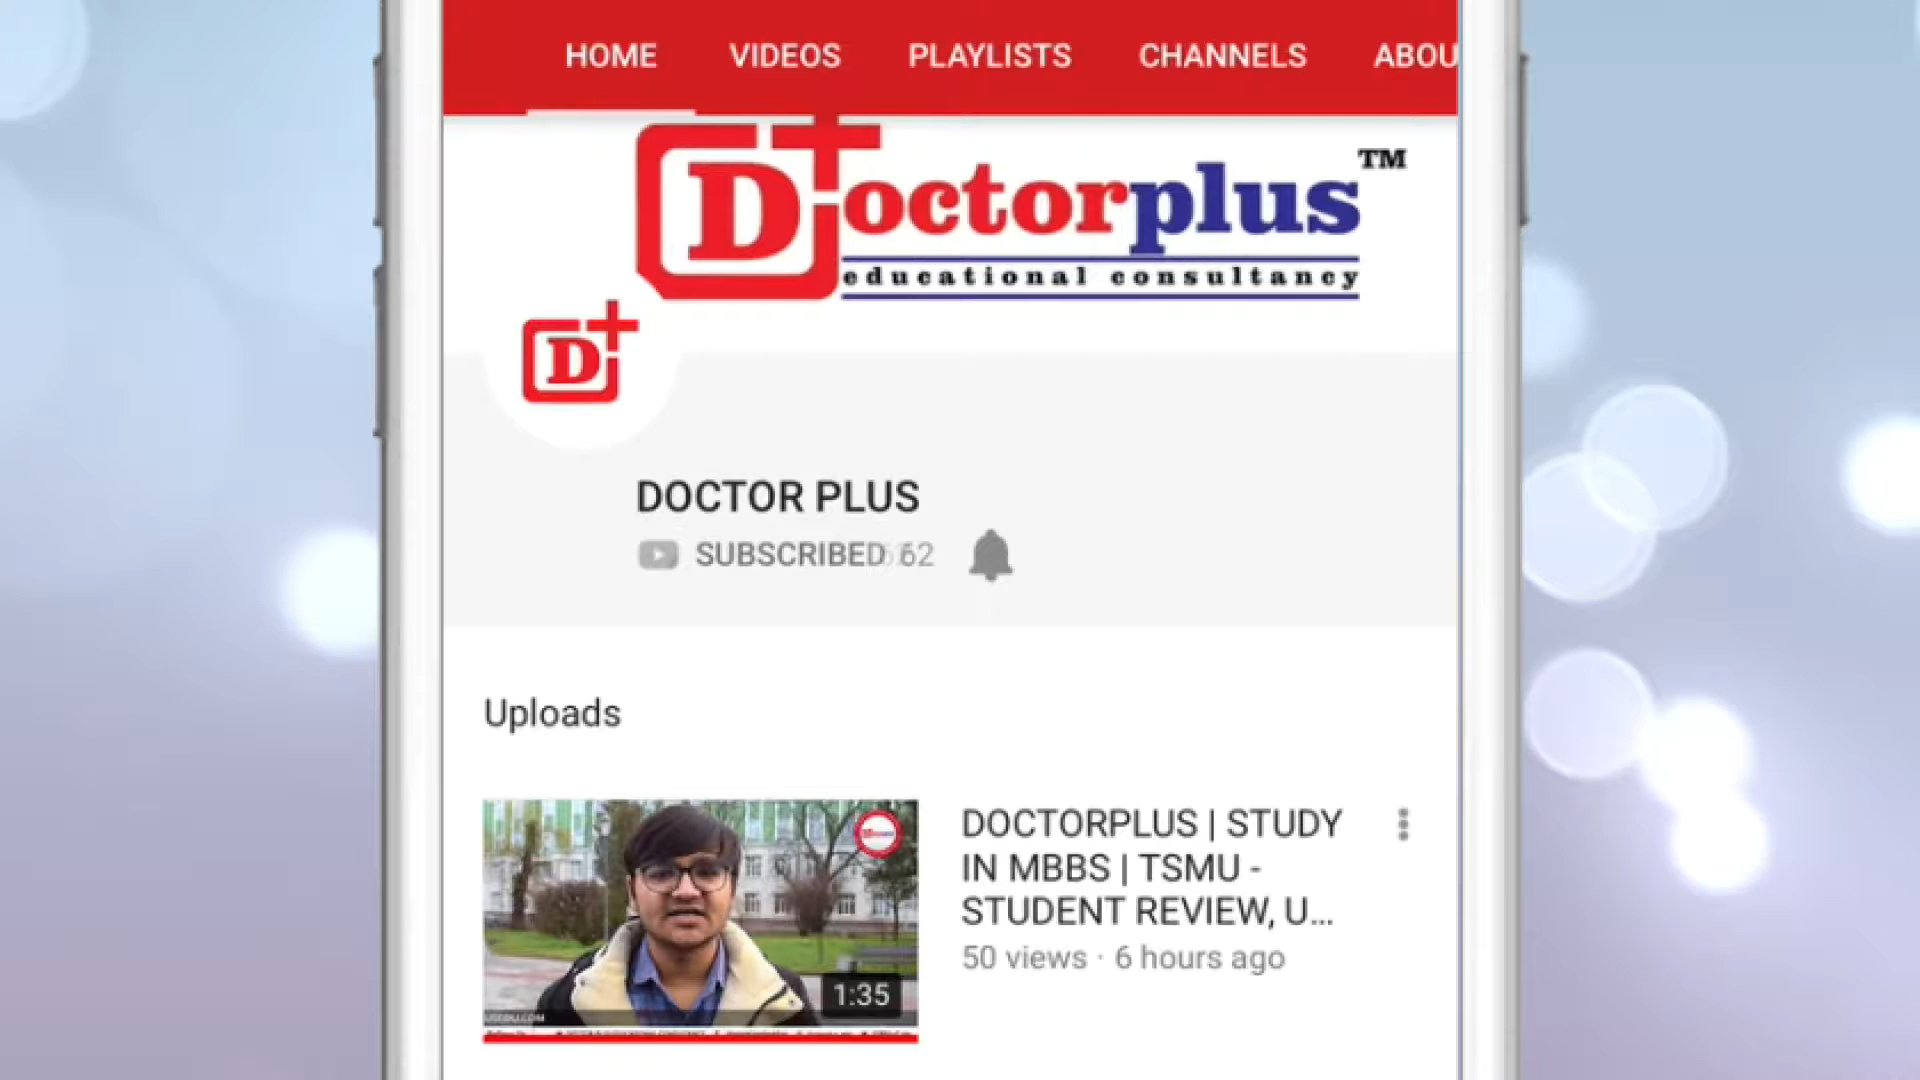 HOME VIDEOS PLAYLISTS CHANNELS ABOU
Doctorplus TM
educational consultancy
D+
DOCTOR PLUS
SUBSCRIBED 62
Uploads
DOCTORPLUS | STUDY
IN MBBS | TSMU -
STUDENT REVIEW, U...
50 views · 6 hours ago
1:35